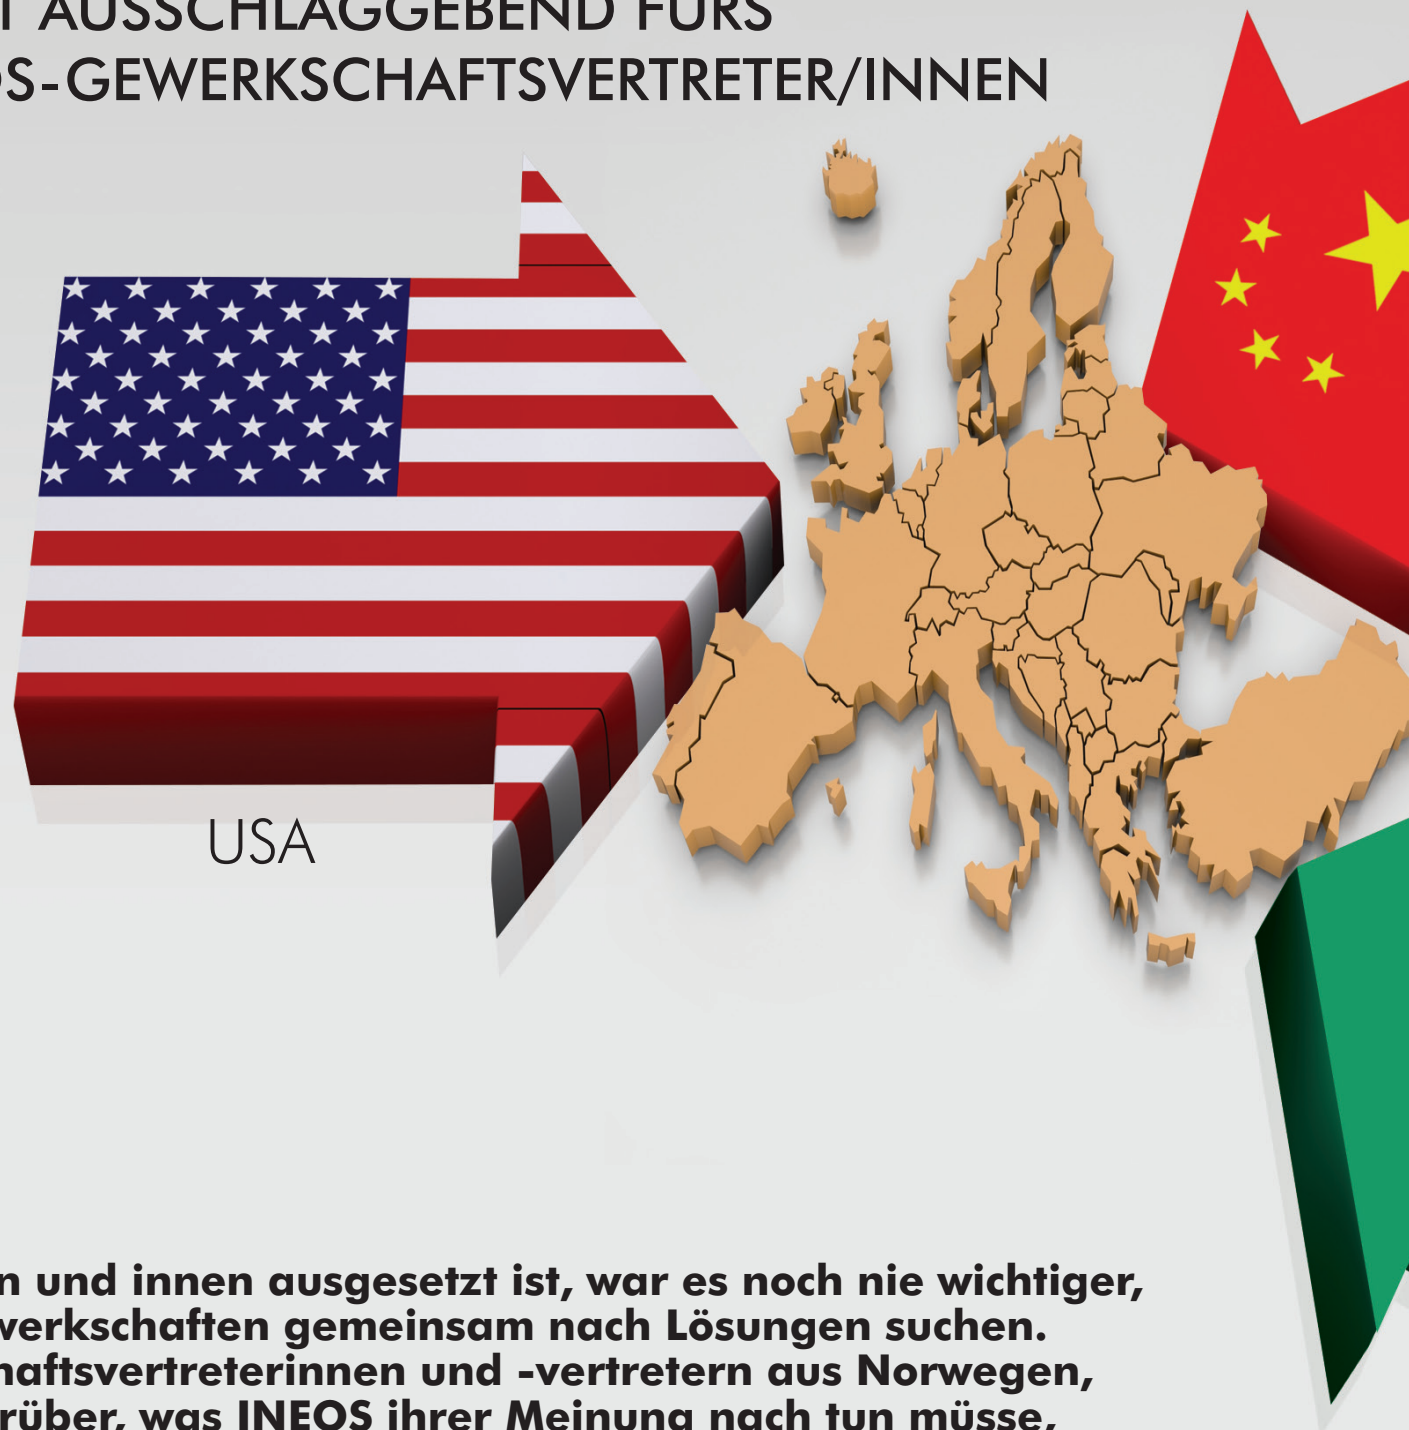 T AUSSCHLAGGEBEND FÜRS
OS-GEWERKSCHAFTSVERTRETER/INNEN
USA
n und innen ausgesetzt ist, war es noch nie wichtiger,
werkschaften gemeinsam nach Lösungen suchen.
haftsvertreterinnen und -vertretern aus Norwegen,
rüber, was INEOS ihrer Meinung nach tun müsse,